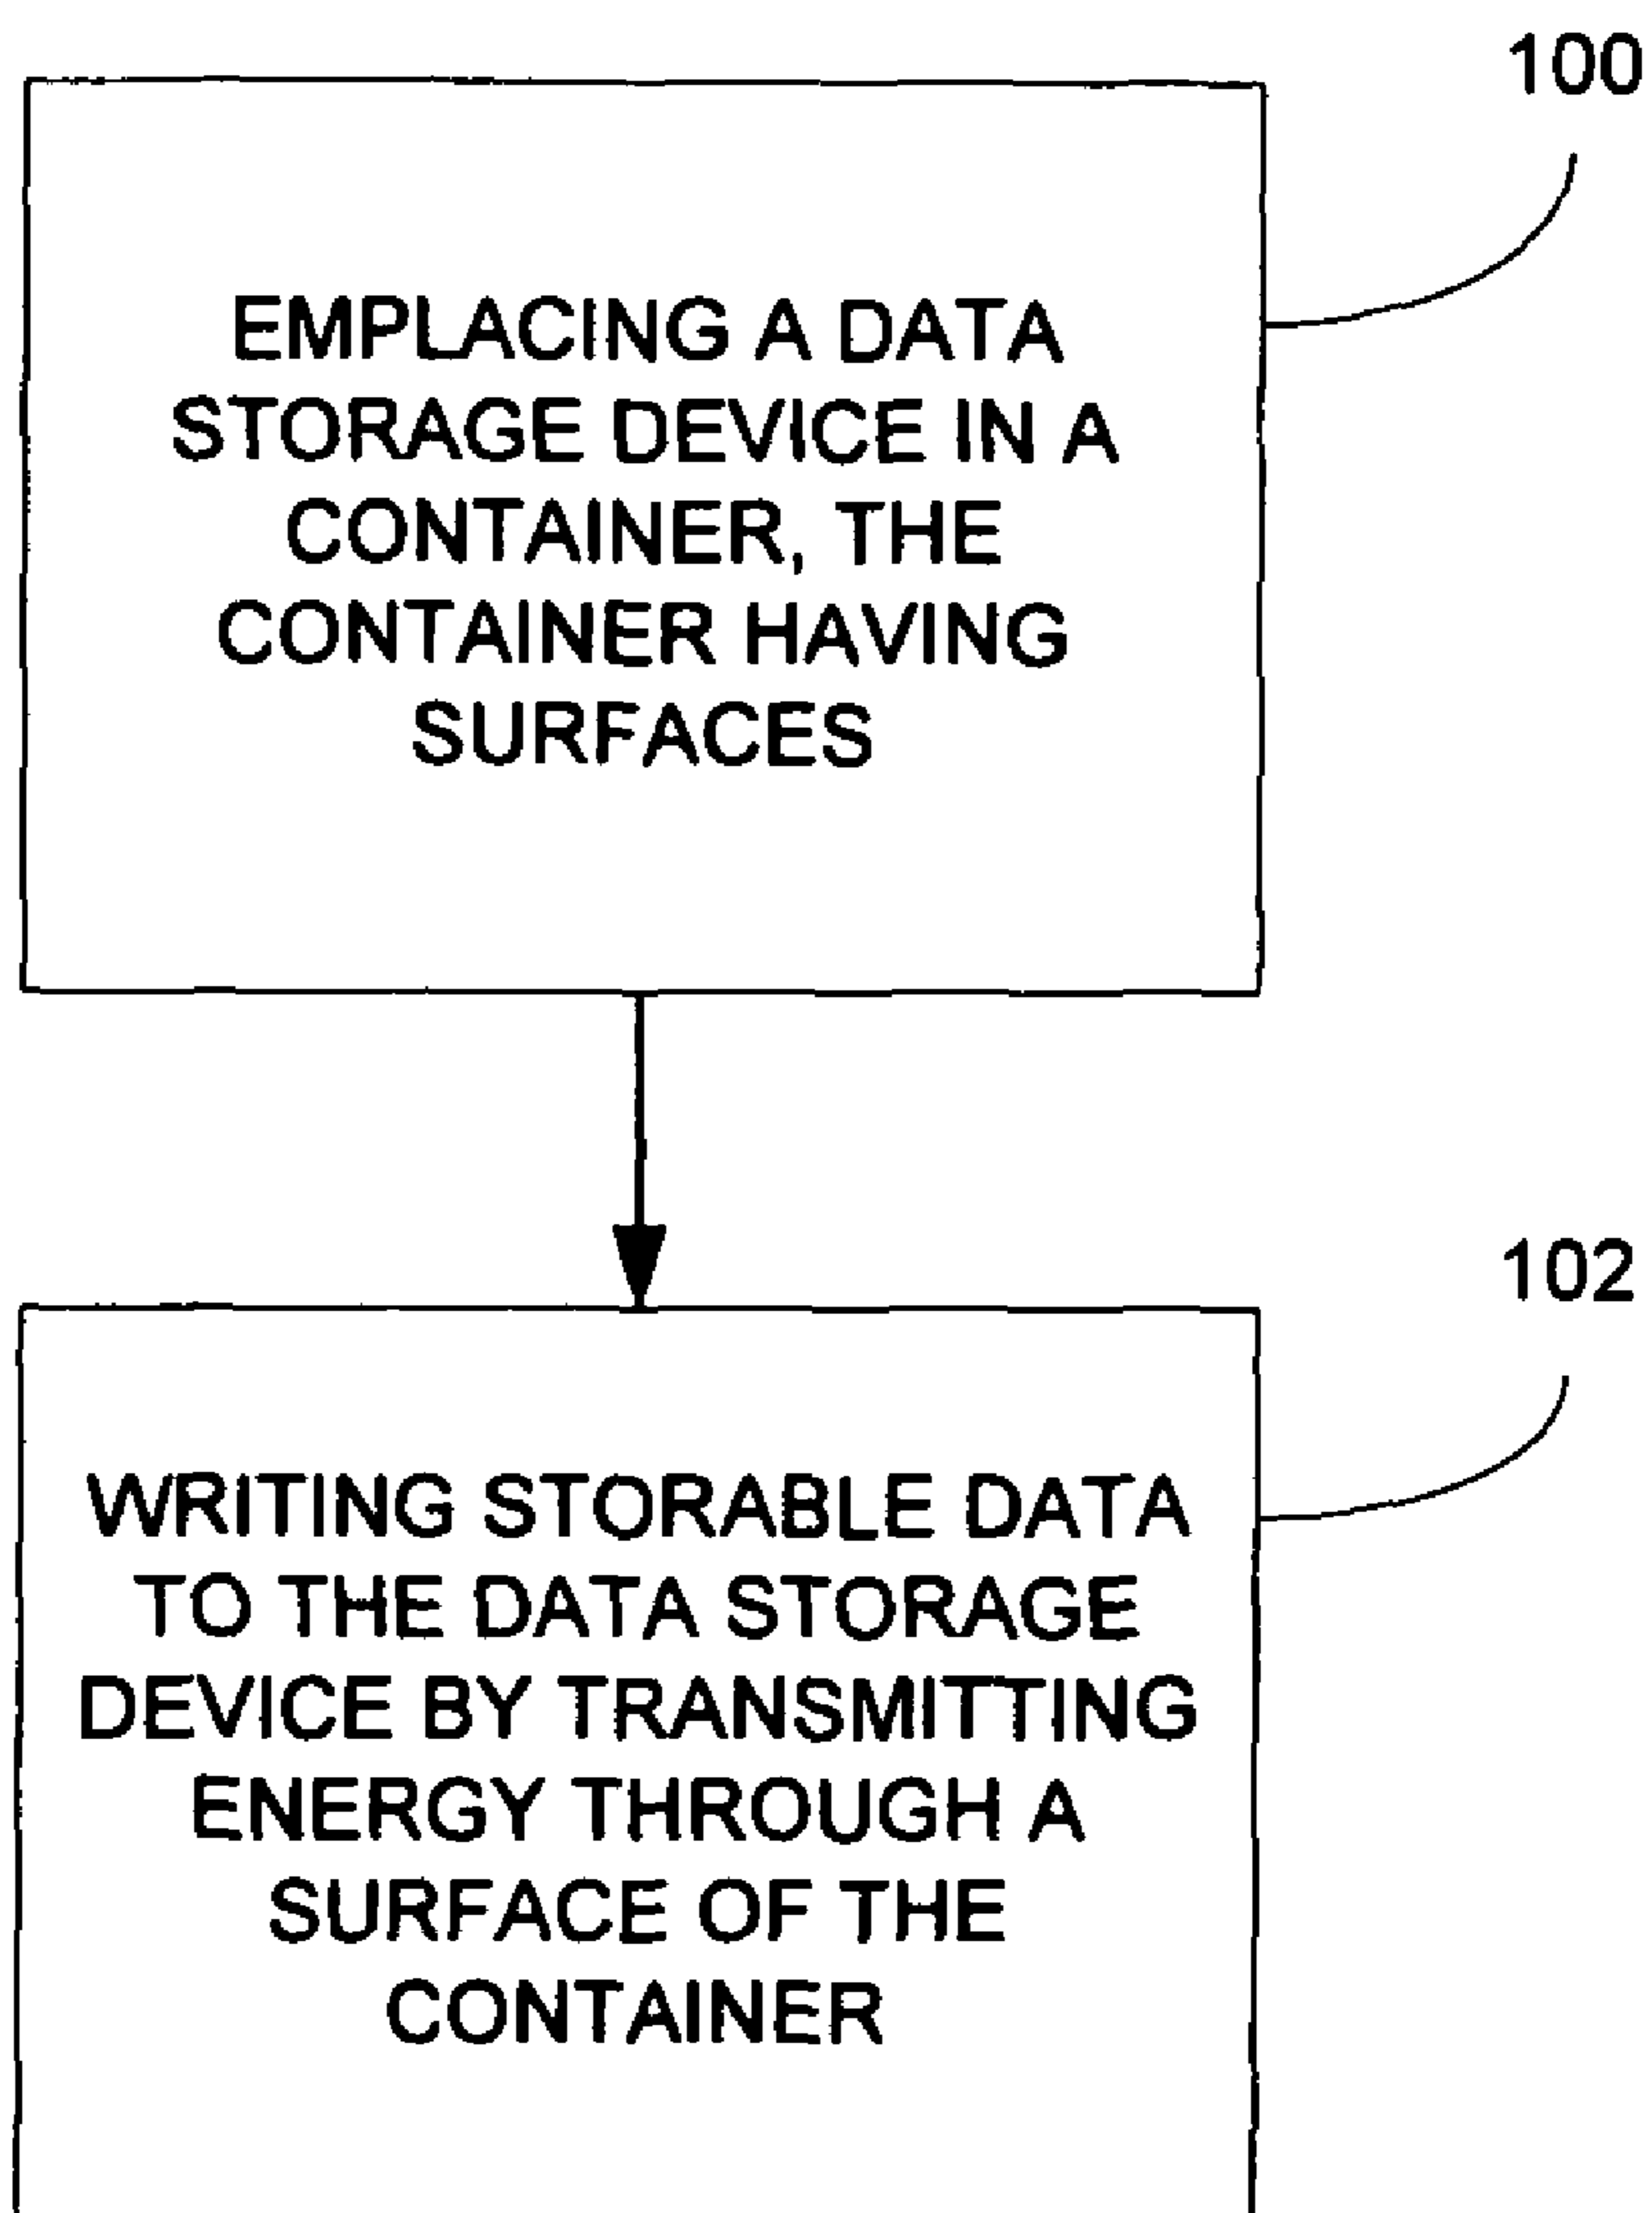 100
EMPLACING A DATA
STORAGE DEVICE IN A
CONTAINER, THE
CONTAINER HAVING
SURFACES
102
WRITING STORABLE DATA
TO THE DATA STORAGE
DEVICE BY TRANSMITTING
ENERGY THROUGH A
SURFACE OF THE
CONTAINER